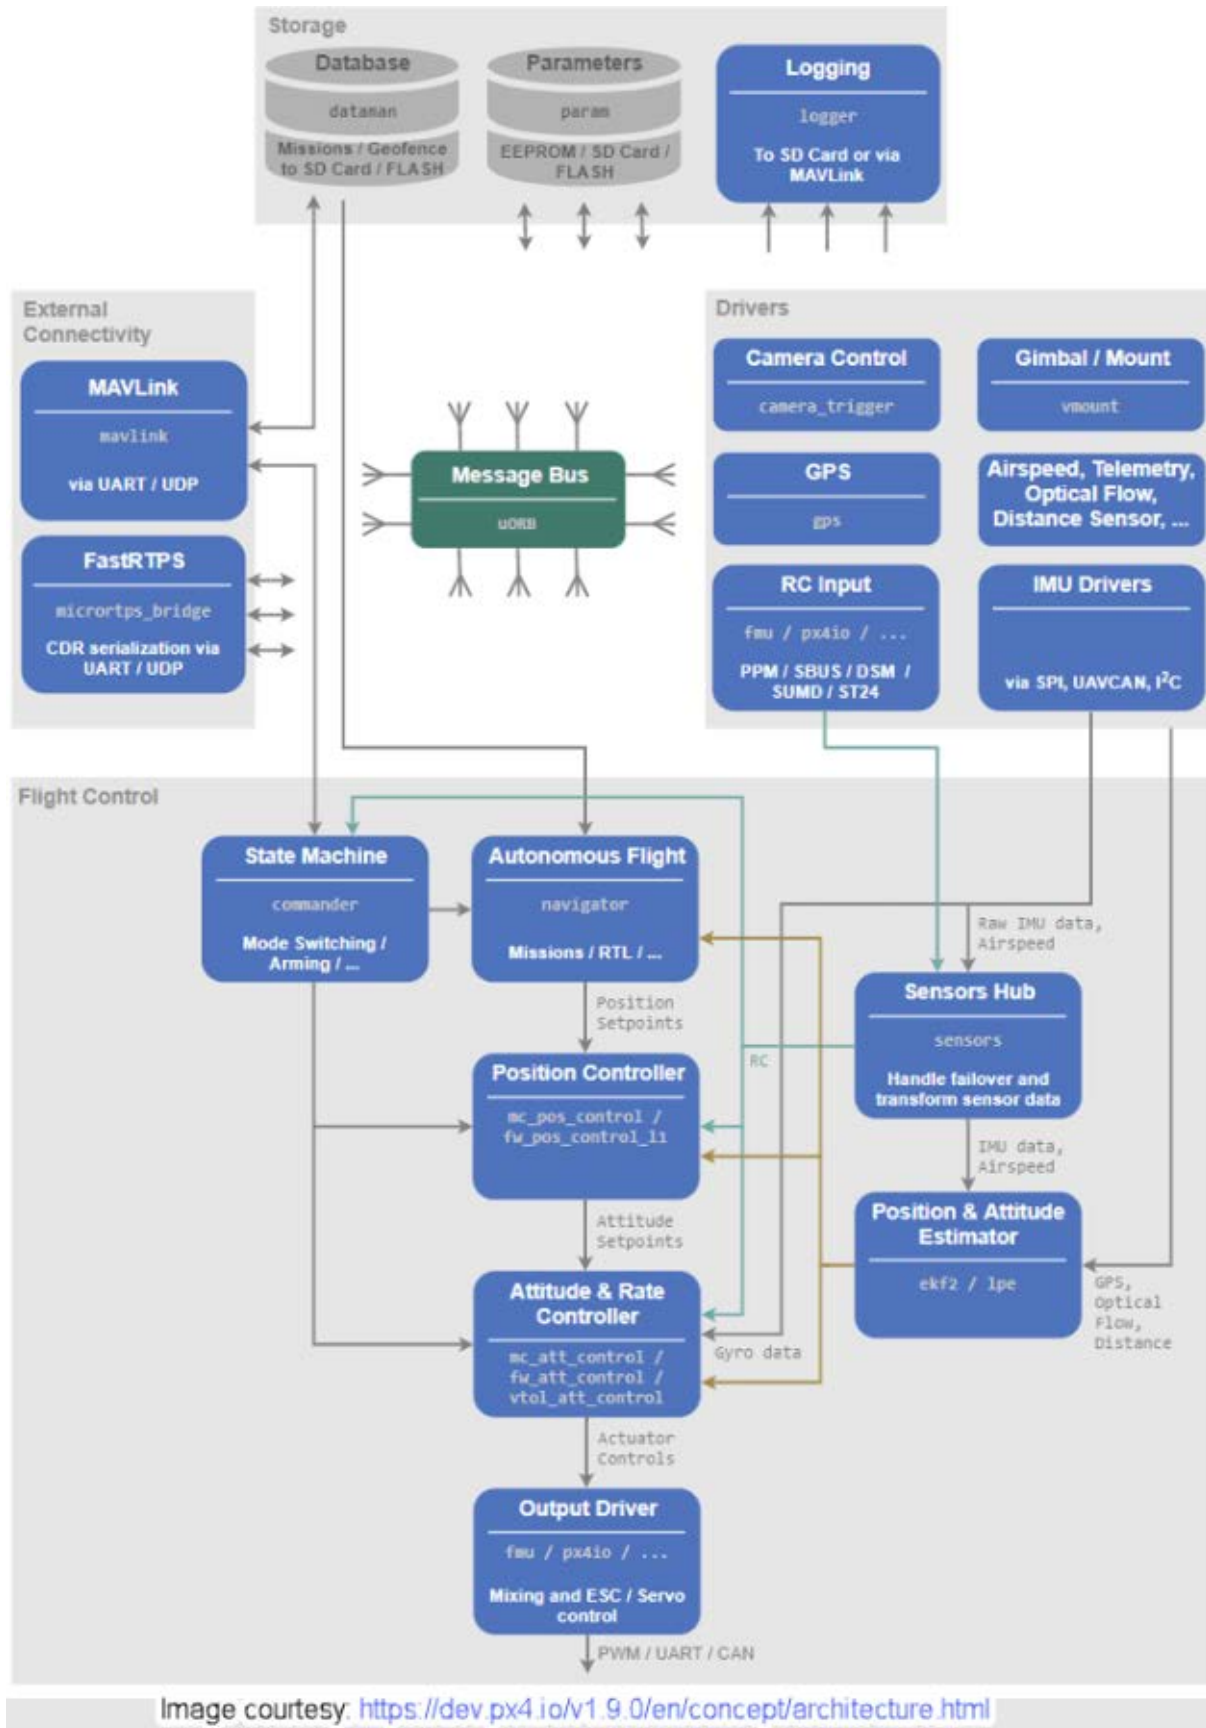 Storage
Database
dataman
Missions / Geofence
to SD Card / FLASH
Parameters
param
EEPROM / SD Card /
FLASH
Logging
logger
To SD Card or via
MAVLink
External
Connectivity
MAVLink
mavlink
via UART / UDP
FastRTPS
micrortps_bridge
CDR serialization via
UART / UDP
Message Bus
uORB
Drivers
Camera Control
camera_trigger
Gimbal / Mount
vmount
GPS
gps
Airspeed, Telemetry,
Optical Flow,
Distance Sensor, ...
RC Input
fmu / px4io / ...
PPM / SBUS / DSM /
SUMD / ST24
IMU Drivers
via SPI, UAVCAN, I²C
Flight Control
State Machine
commander
Mode Switching /
Arming / ...
Autonomous Flight
navigator
Missions / RTL / ...
Raw IMU data,
Airspeed
Sensors Hub
sensors
Handle failover and
transform sensor data
Position
Setpoints
RC
Position Controller
mc_pos_control /
fw_pos_control_l1
IMU data,
Airspeed
Position & Attitude
Estimator
ekf2 / lpe
Attitude
Setpoints
GPS,
Optical
Flow,
Distance
Attitude & Rate
Controller
mc_att_control /
fw_att_control /
vtol_att_control
Gyro data
Actuator
Controls
Output Driver
fmu / px4io / ...
Mixing and ESC / Servo
control
PWM / UART / CAN
Image courtesy: https://dev.px4.io/v1.9.0/en/concept/architecture.html